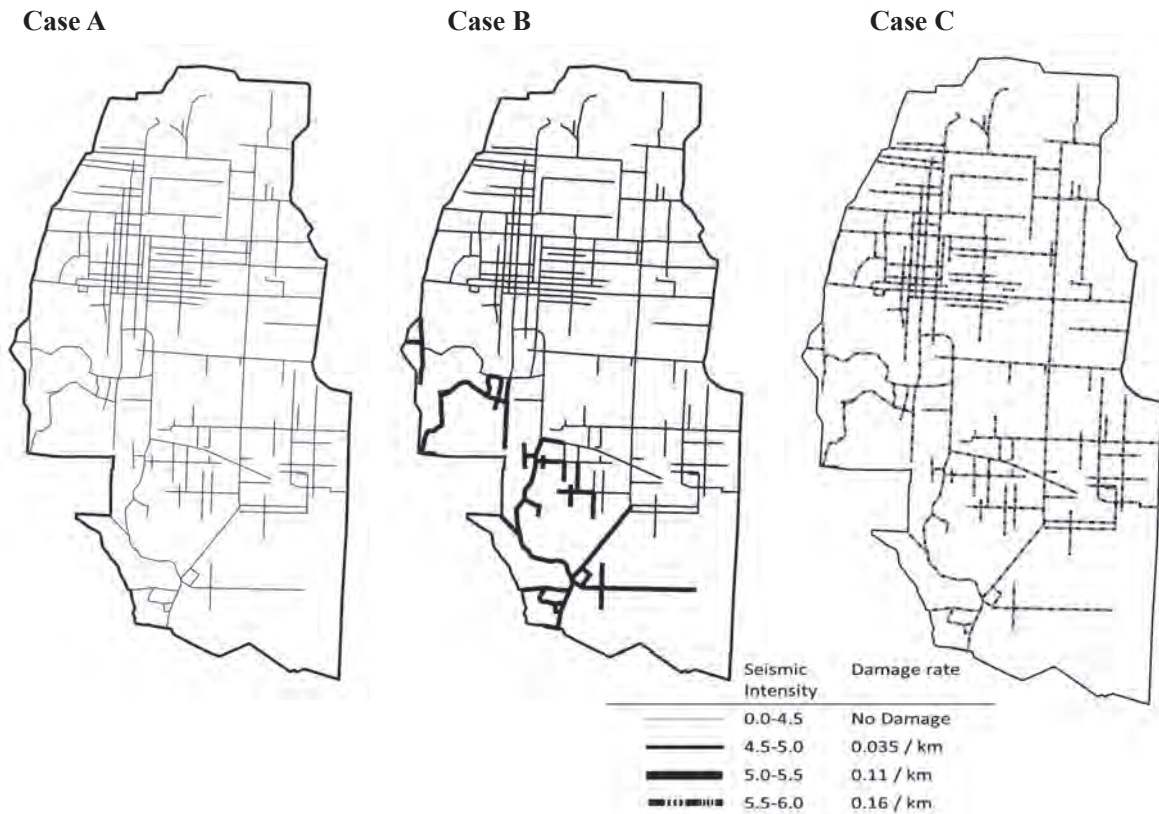 Case A
Case B
Case C
Seismic Intensity Damage rate
0.0-4.5 No Damage
4.5-5.0 0.035 / km
5.0-5.5 0.11 / km
5.5-6.0 0.16 / km